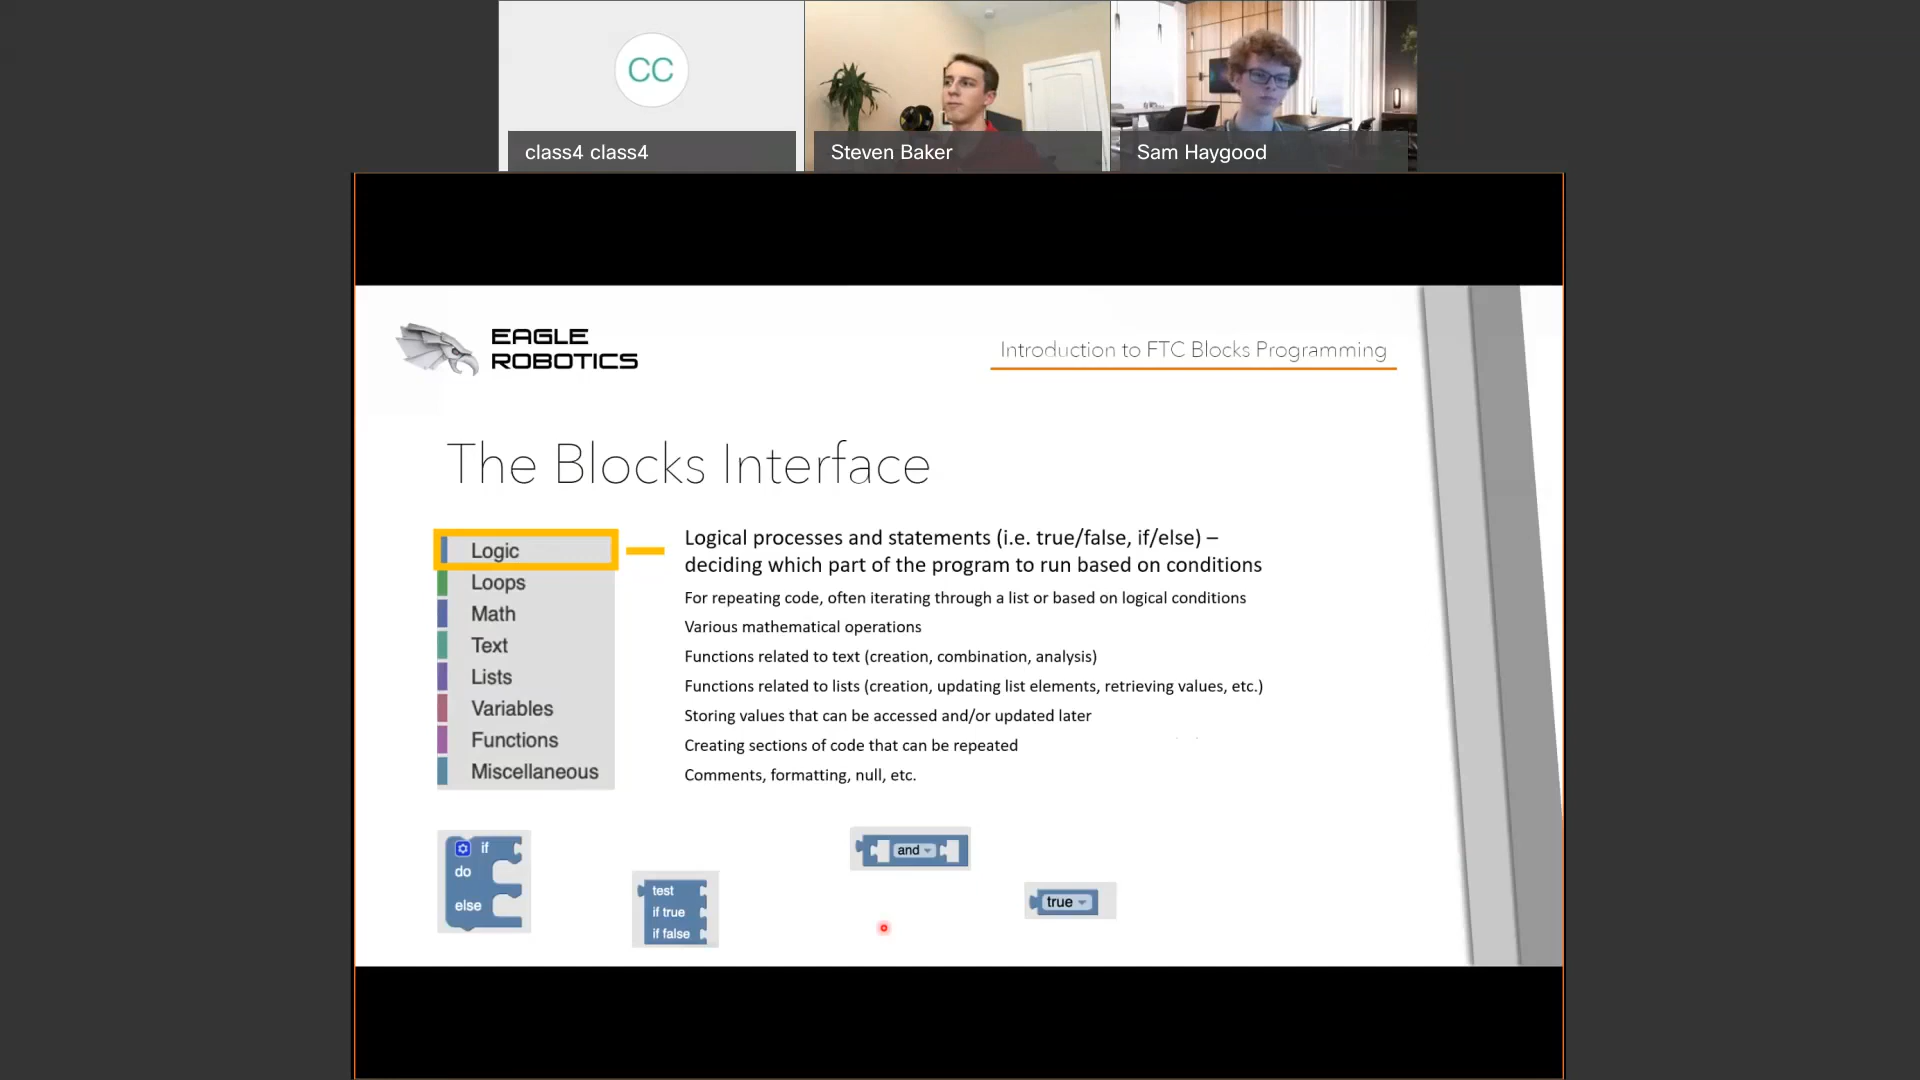 CC
class4 class4
Steven Baker
Sam Haygood
EAGLE
ROBOTICS
Introduction to FTC Blocks Programming
The Blocks Interface
Logic
Logical processes and statements (i.e. true/false, if/else) –
deciding which part of the program to run based on conditions
Loops
For repeating code, often iterating through a list or based on logical conditions
Math
Various mathematical operations
Text
Functions related to text (creation, combination, analysis)
Lists
Functions related to lists (creation, updating list elements, retrieving values, etc.)
Variables
Storing values that can be accessed and/or updated later
Functions
Creating sections of code that can be repeated
Miscellaneous
Comments, formatting, null, etc.
if
do
else
test
if true
if false
and
true